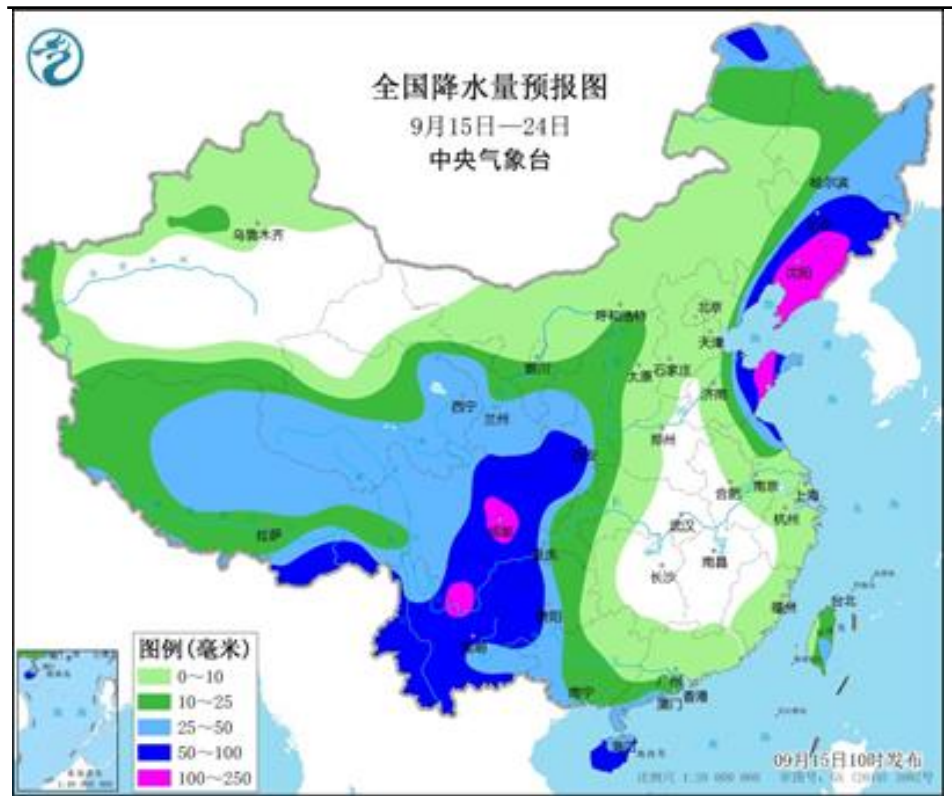 全国降水量预报图
9月15日—24日
中央气象台
哈尔滨
沈阳
乌鲁木齐
呼和浩特
北京
天津
银川
太原
石家庄
济南
西宁
兰州
郑州
合肥
南京
上海
杭州
武汉
拉萨
南昌
长沙
贵阳
福州
台北
南宁
广州
香港
澳门
海口
图例(毫米)
0～10
10～25
25～50
50～100
100～250
09月15日10时发布